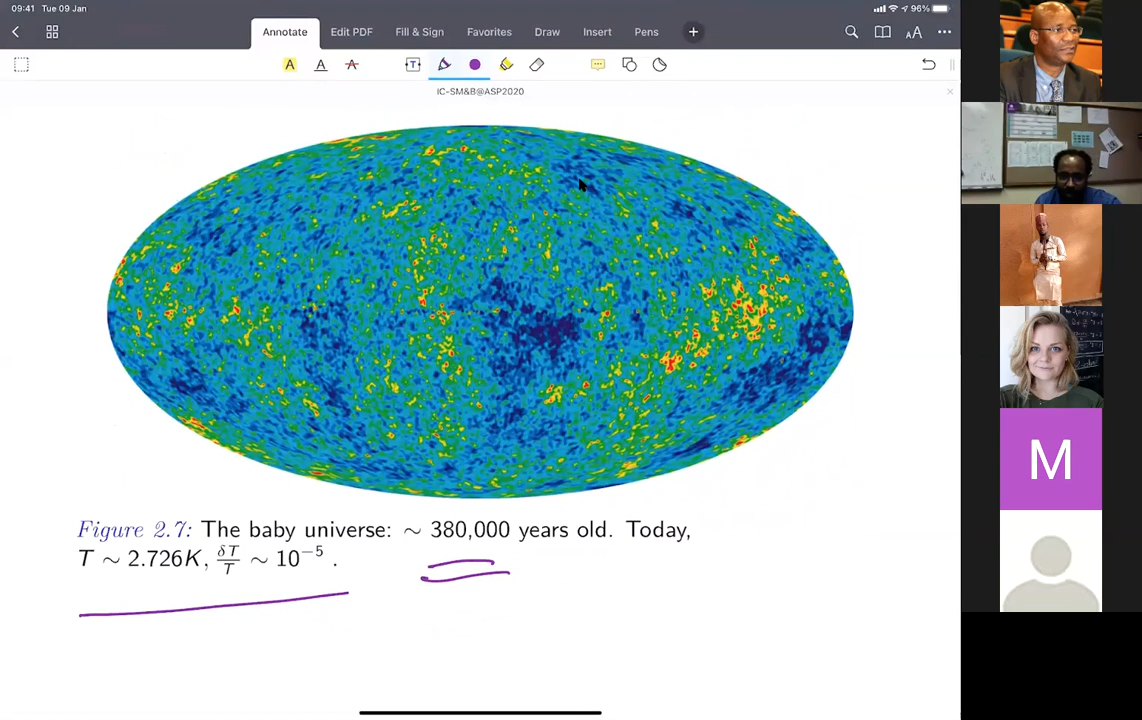 09:41 Tue 09 Jan
96%
Annotate Edit PDF Fill & Sign Favorites Draw Insert Pens
AA
A A A T
IC-SM&B@ASP2020
Figure 2.7: The baby universe: ∼ 380,000 years old. Today,
T ∼ 2.726K, δT/T ∼ 10⁻⁵ .
M